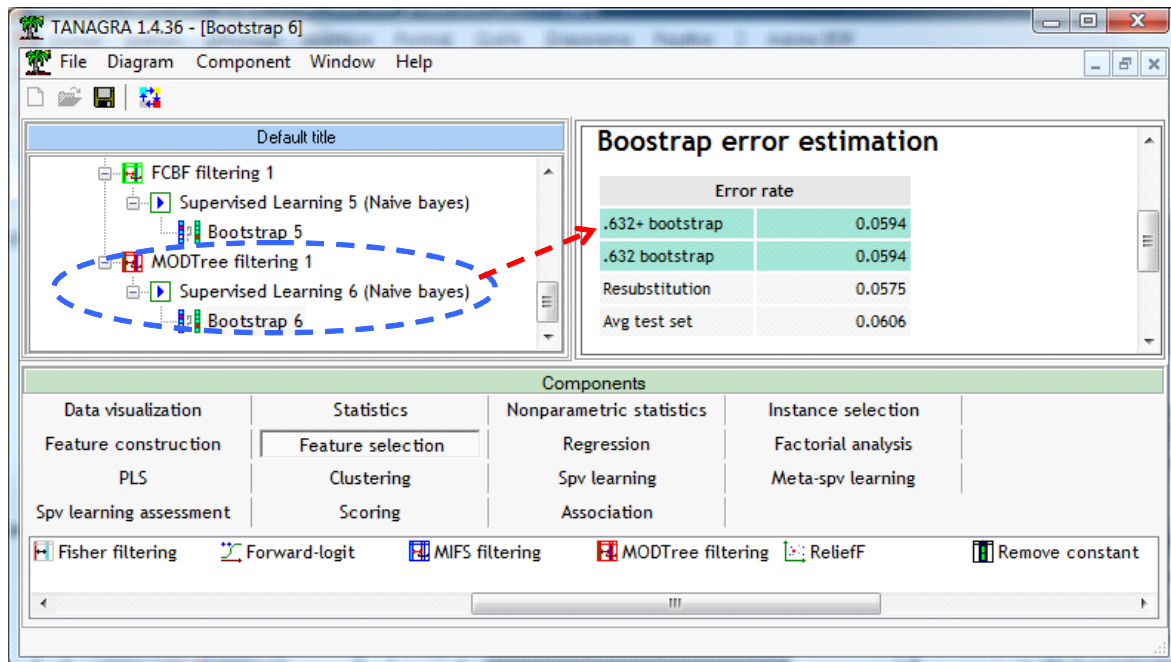 TANAGRA 1.4.36 - [Bootstrap 6]
File Diagram Component Window Help
Default title
FCBF filtering 1
Supervised Learning 5 (Naive bayes)
Bootstrap 5
MODTree filtering 1
Supervised Learning 6 (Naive bayes)
Bootstrap 6
Boostrap error estimation
Error rate
.632+ bootstrap 0.0594
.632 bootstrap 0.0594
Resubstitution 0.0575
Avg test set 0.0606
Components
Data visualization Statistics Nonparametric statistics Instance selection
Feature construction Feature selection Regression Factorial analysis
PLS Clustering Spv learning Meta-spv learning
Spv learning assessment Scoring Association
Fisher filtering Forward-logit MIFS filtering MODTree filtering ReliefF Remove constant